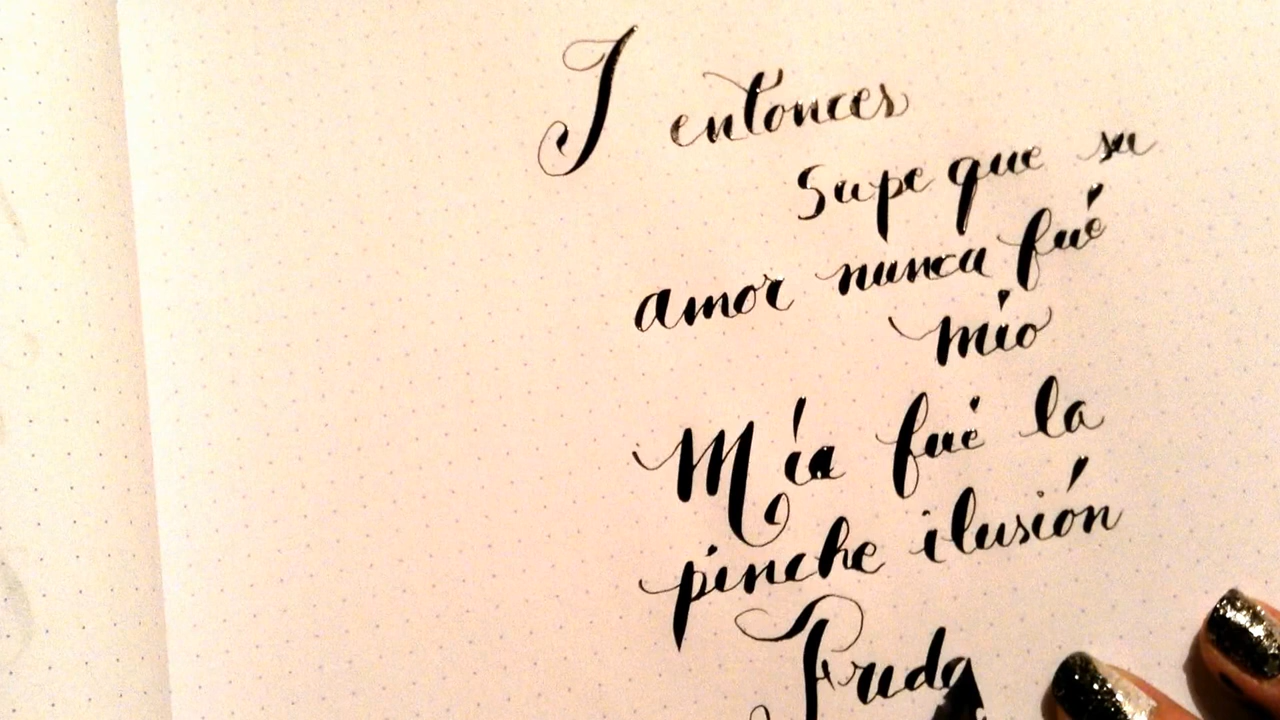 I entonces
Supe que su
amor nunca fué
mío
Mía fué la
pinche ilusión
Frida